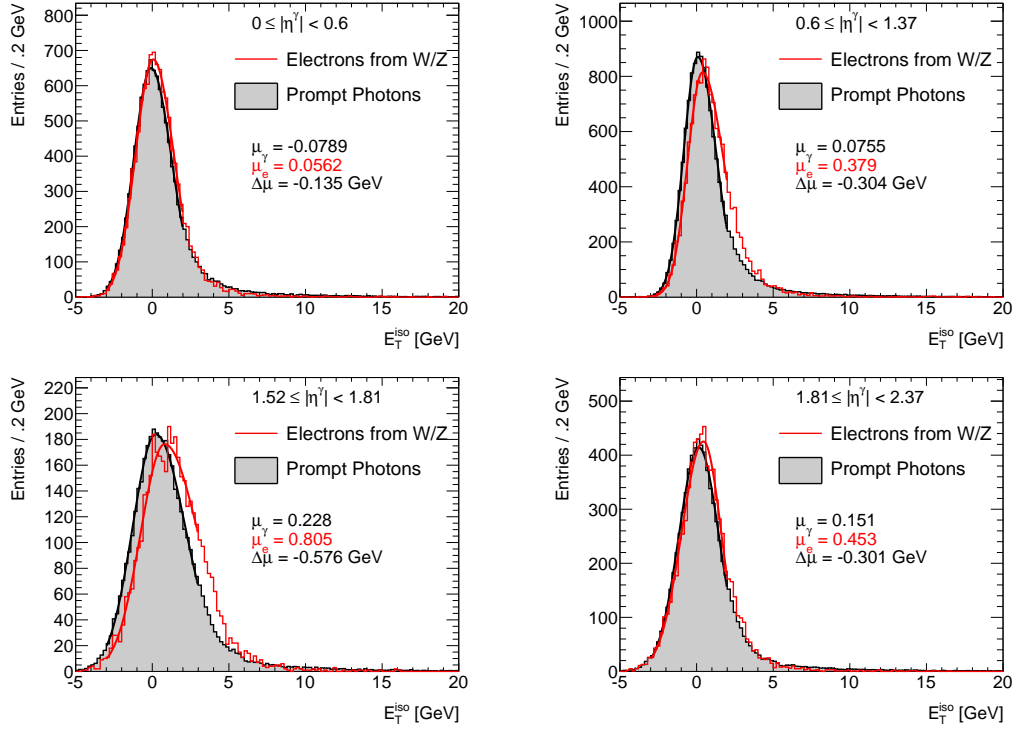 0 ≤ |η^γ| < 0.6
Electrons from W/Z
Prompt Photons
μ_γ = -0.0789
μ_e = 0.0562
Δμ = -0.135 GeV
Entries / .2 GeV
0
100
200
300
400
500
600
700
800
-5 0 5 10 15 20
E_T^iso [GeV]
0.6 ≤ |η^γ| < 1.37
Electrons from W/Z
Prompt Photons
μ_γ = 0.0755
μ_e = 0.379
Δμ = -0.304 GeV
Entries / .2 GeV
0
200
400
600
800
1000
-5 0 5 10 15 20
E_T^iso [GeV]
1.52 ≤ |η^γ| < 1.81
Electrons from W/Z
Prompt Photons
μ_γ = 0.228
μ_e = 0.805
Δμ = -0.576 GeV
Entries / .2 GeV
0
20
40
60
80
100
120
140
160
180
200
220
-5 0 5 10 15 20
E_T^iso [GeV]
1.81 ≤ |η^γ| < 2.37
Electrons from W/Z
Prompt Photons
μ_γ = 0.151
μ_e = 0.453
Δμ = -0.301 GeV
Entries / .2 GeV
0
100
200
300
400
500
-5 0 5 10 15 20
E_T^iso [GeV]